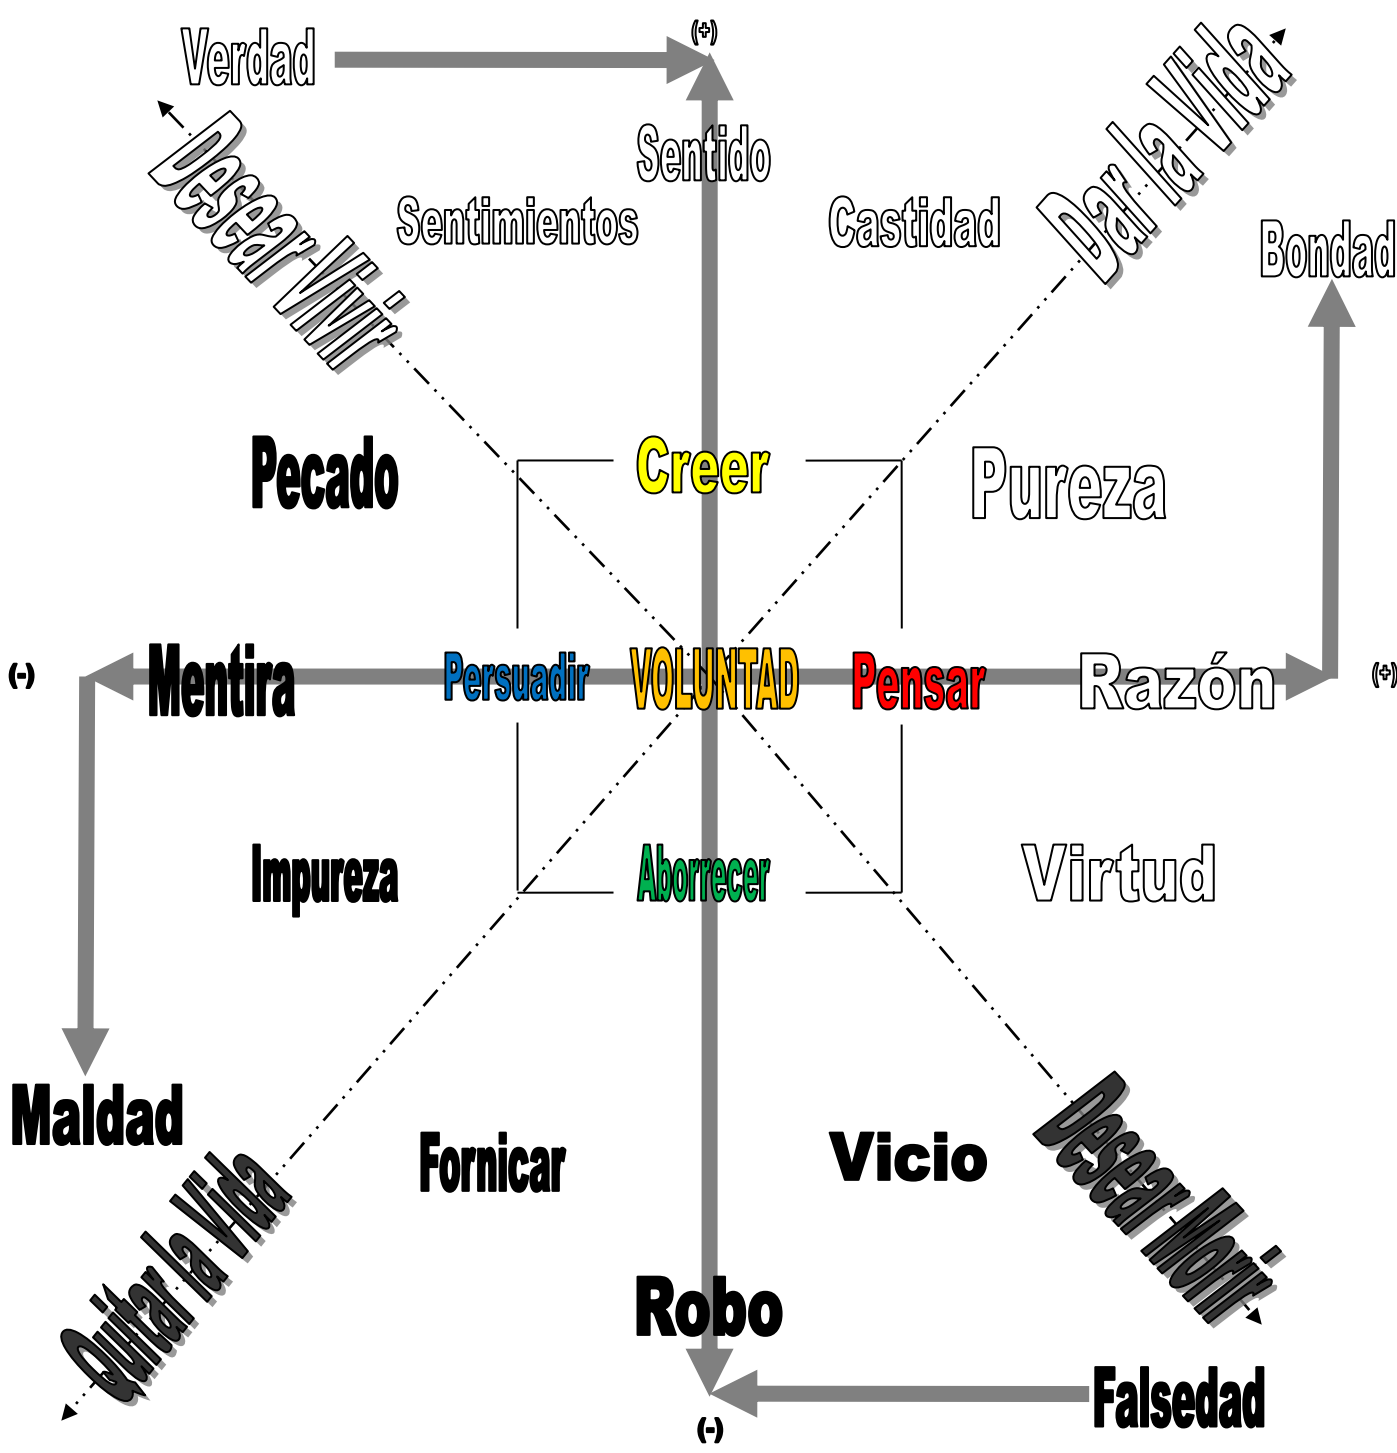 (+)
Verdad
Dar la Vida
Desear Vivir
Sentido
Sentimientos
Castidad
Bondad
Creer
Pecado
Pureza
(-)
Mentira
Persuadir
VOLUNTAD
Pensar
Razón
(+)
Impureza
Aborrecer
Virtud
Maldad
Fornicar
Vicio
Desear Morir
Quitar la Vida
Robo
Falsedad
(-)